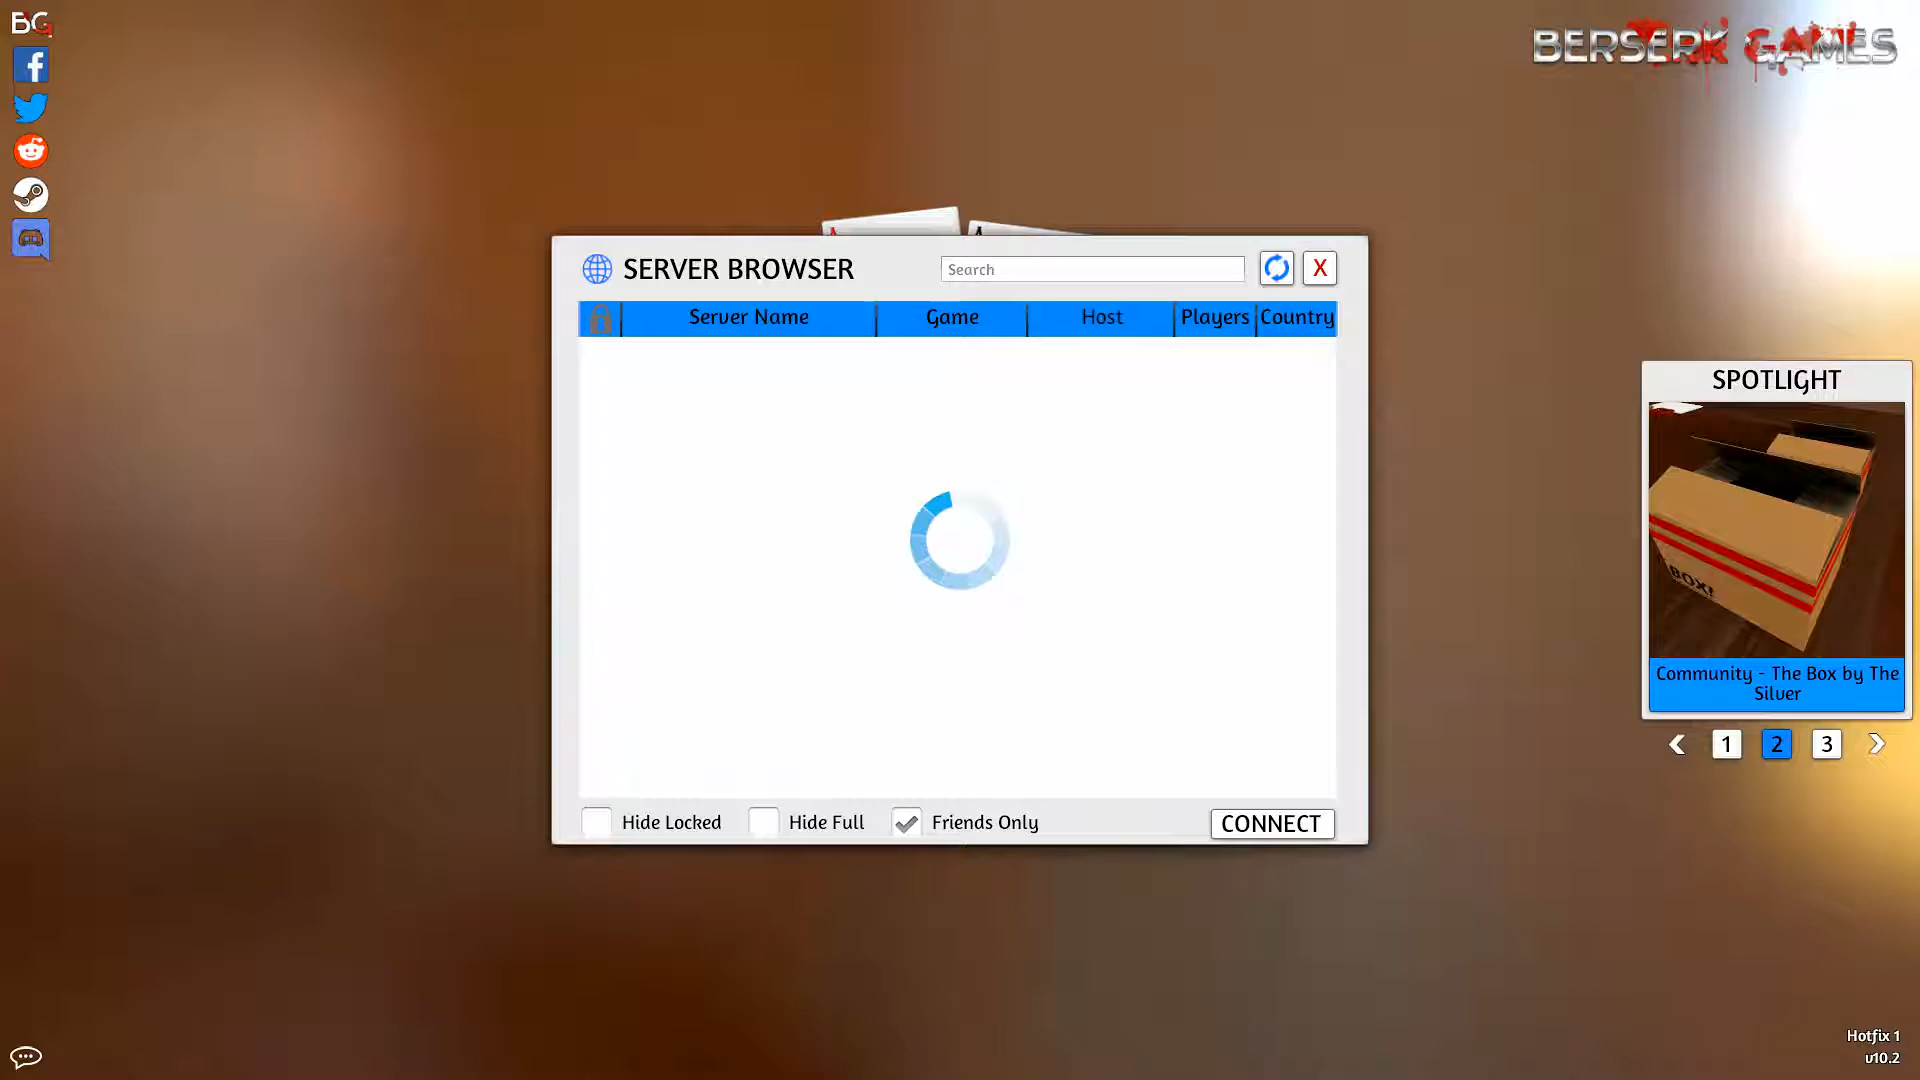 BG
BERSERK GAMES
SERVER BROWSER
Search
X
Server Name
Game
Host
Players
Country
SPOTLIGHT
BOX!
Community - The Box by The
Silver
1
2
3
Hide Locked
Hide Full
Friends Only
CONNECT
Hotfix 1
v10.2